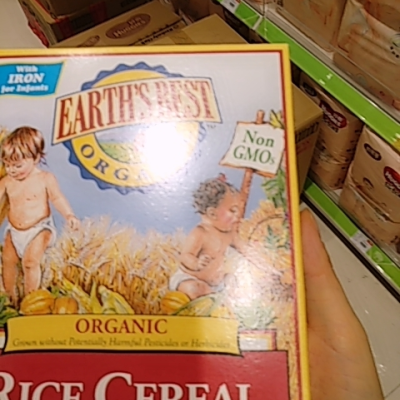 With
IRON
for Infants
EARTH'S BEST
ORGANIC
Non
GMOs
ORGANIC
Grown without Potentially Harmful Pesticides or Herbicides
RICE CEREAL